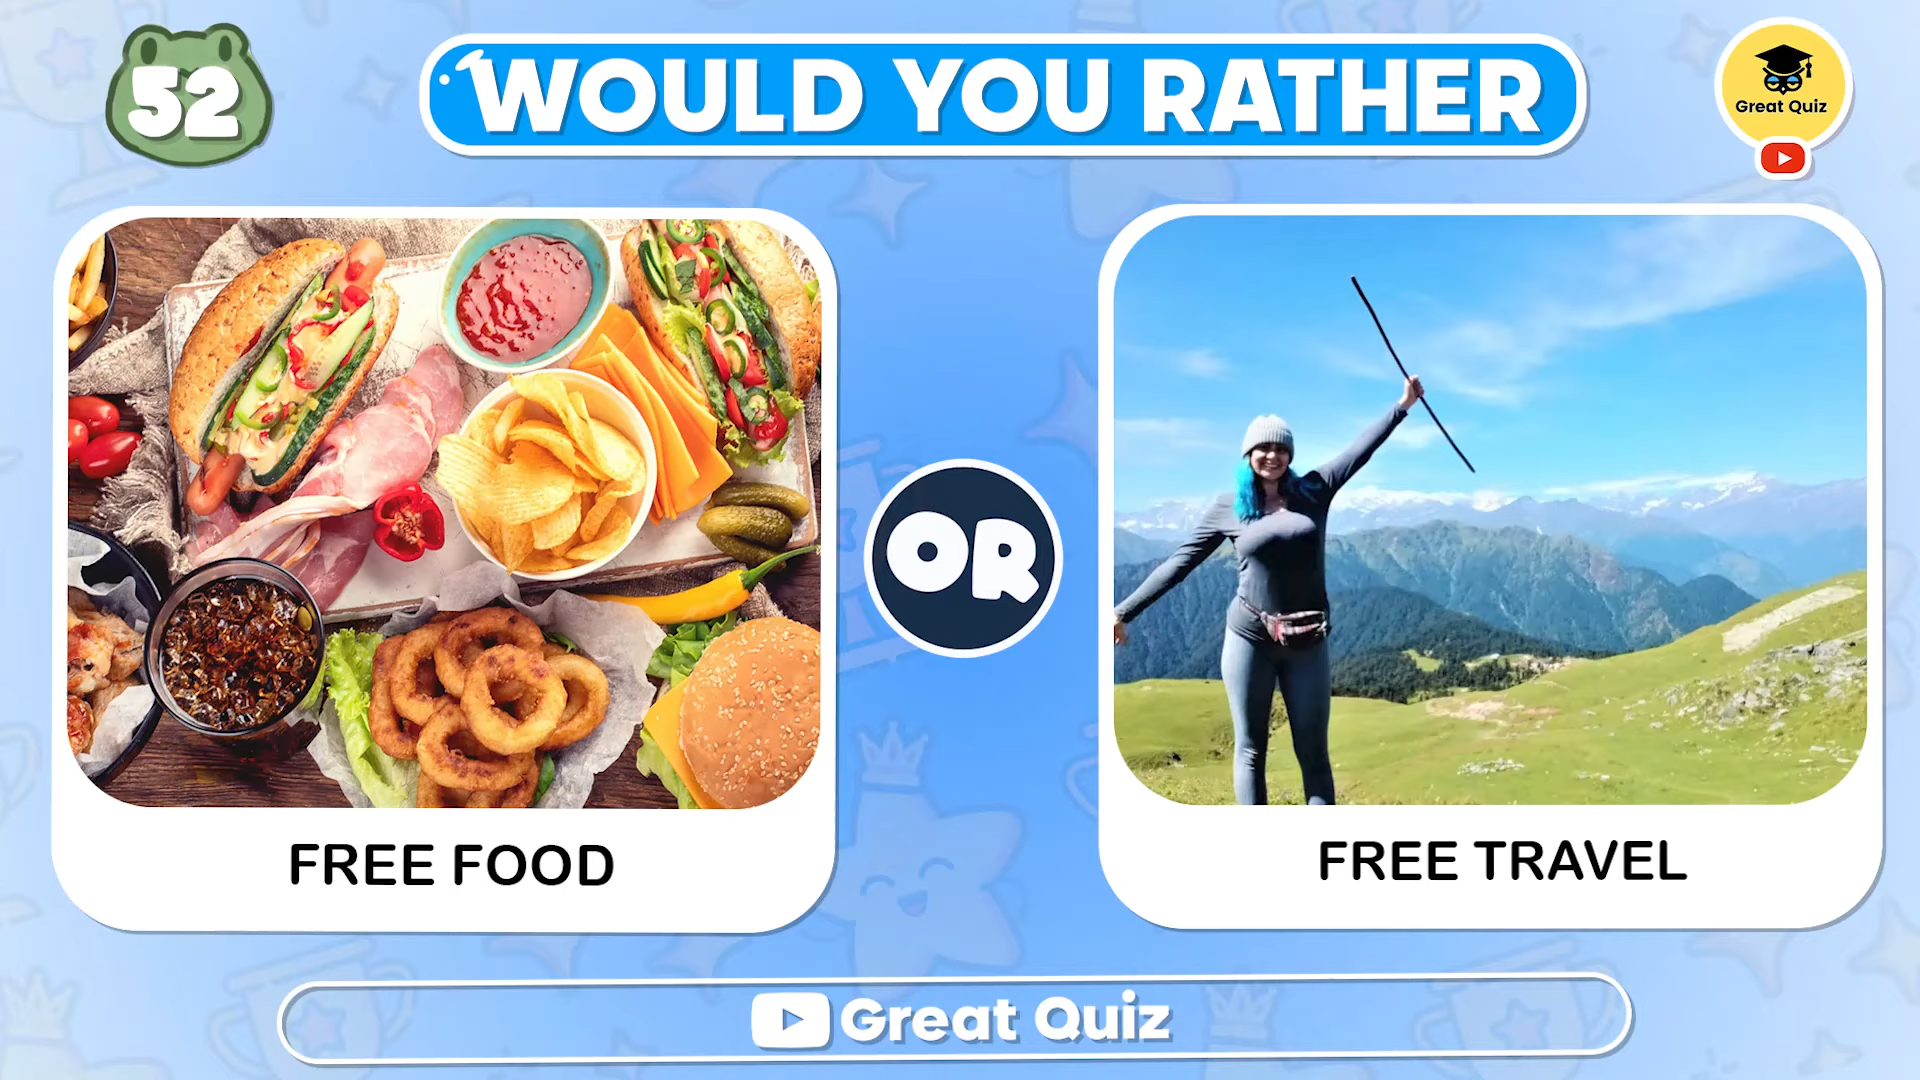 52
WOULD YOU RATHER
Great Quiz
OR
FREE FOOD
FREE TRAVEL
Great Quiz